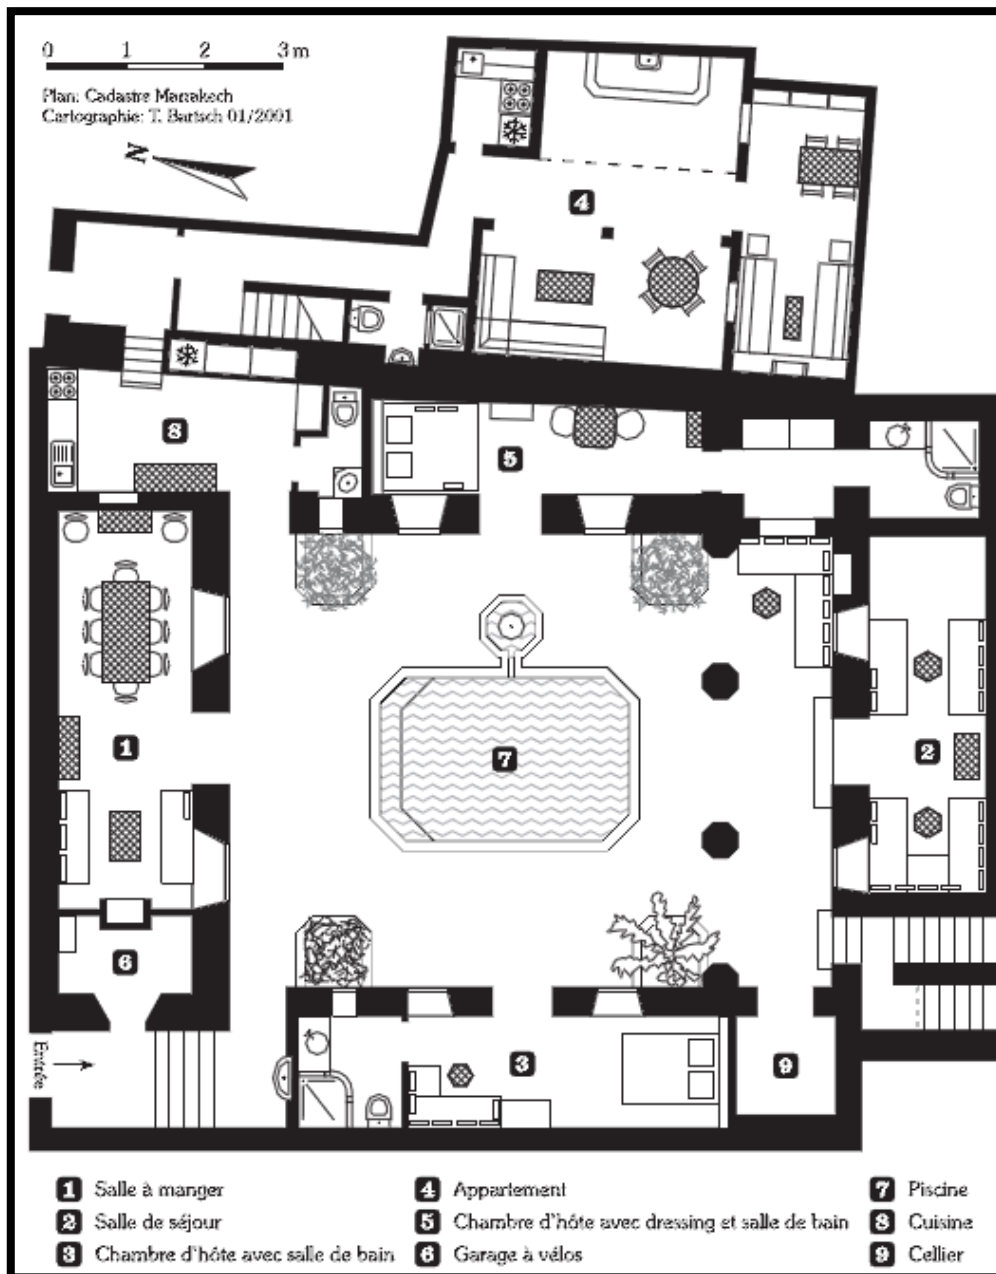 0 1 2 3 m
Plan: Cadastre Marrakech
Cartographie: T. Bartsch 01/2001
N
4
8
5
1
7
2
6
Entrée
3
9
1 Salle à manger
2 Salle de séjour
3 Chambre d'hôte avec salle de bain
4 Appartement
5 Chambre d'hôte avec dressing et salle de bain
6 Garage à vélos
7 Piscine
8 Cuisine
9 Cellier